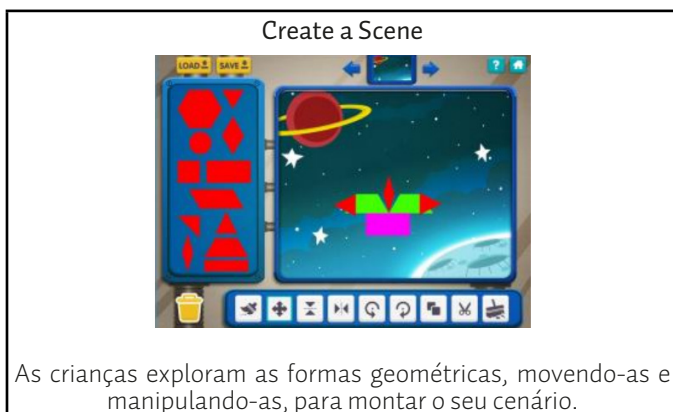 Create a Scene
LOAD SAVE
?
As crianças exploram as formas geométricas, movendo-as e
manipulando-as, para montar o seu cenário.